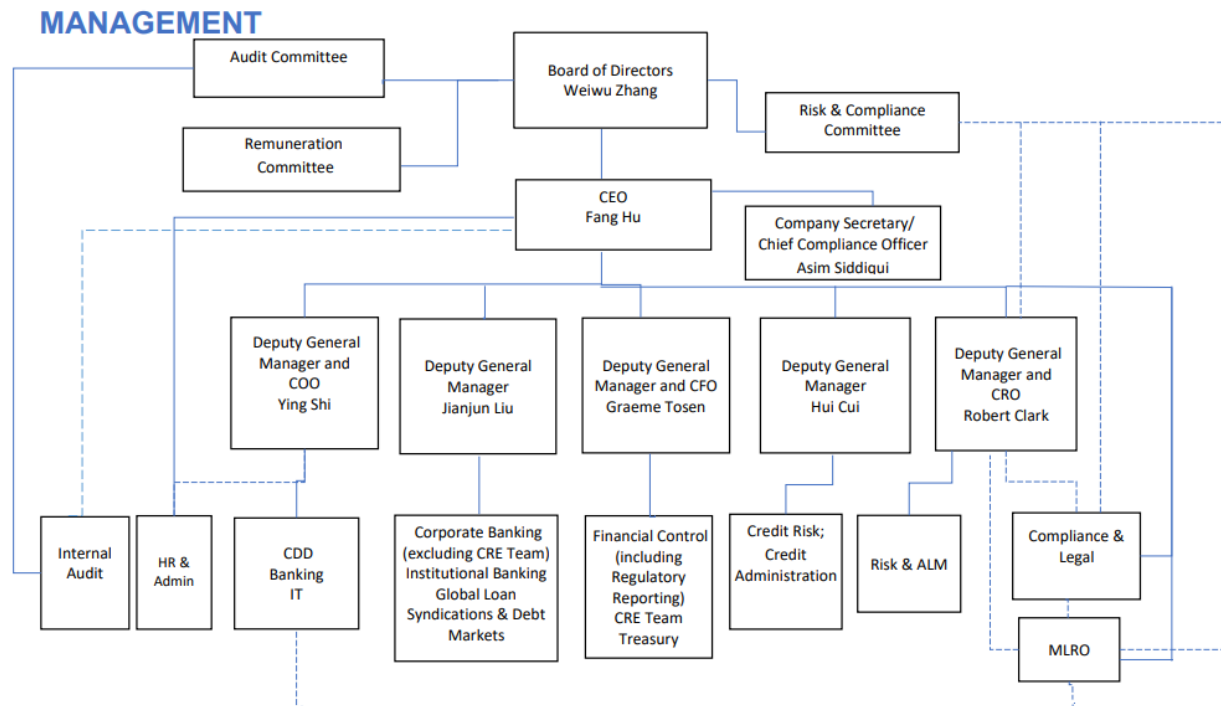 MANAGEMENT
Audit Committee
Board of Directors
Weiwu Zhang
Risk & Compliance
Committee
Remuneration
Committee
CEO
Fang Hu
Company Secretary/
Chief Compliance Officer
Asim Siddiqui
Deputy General
Manager and
COO
Ying Shi
Deputy General
Manager
Jianjun Liu
Deputy General
Manager and CFO
Graeme Tosen
Deputy General
Manager
Hui Cui
Deputy General
Manager and
CRO
Robert Clark
Internal
Audit
HR &
Admin
CDD
Banking
IT
Corporate Banking
(excluding CRE Team)
Institutional Banking
Global Loan
Syndications & Debt
Markets
Financial Control
(including
Regulatory
Reporting)
CRE Team
Treasury
Credit Risk;
Credit
Administration
Risk & ALM
Compliance &
Legal
MLRO